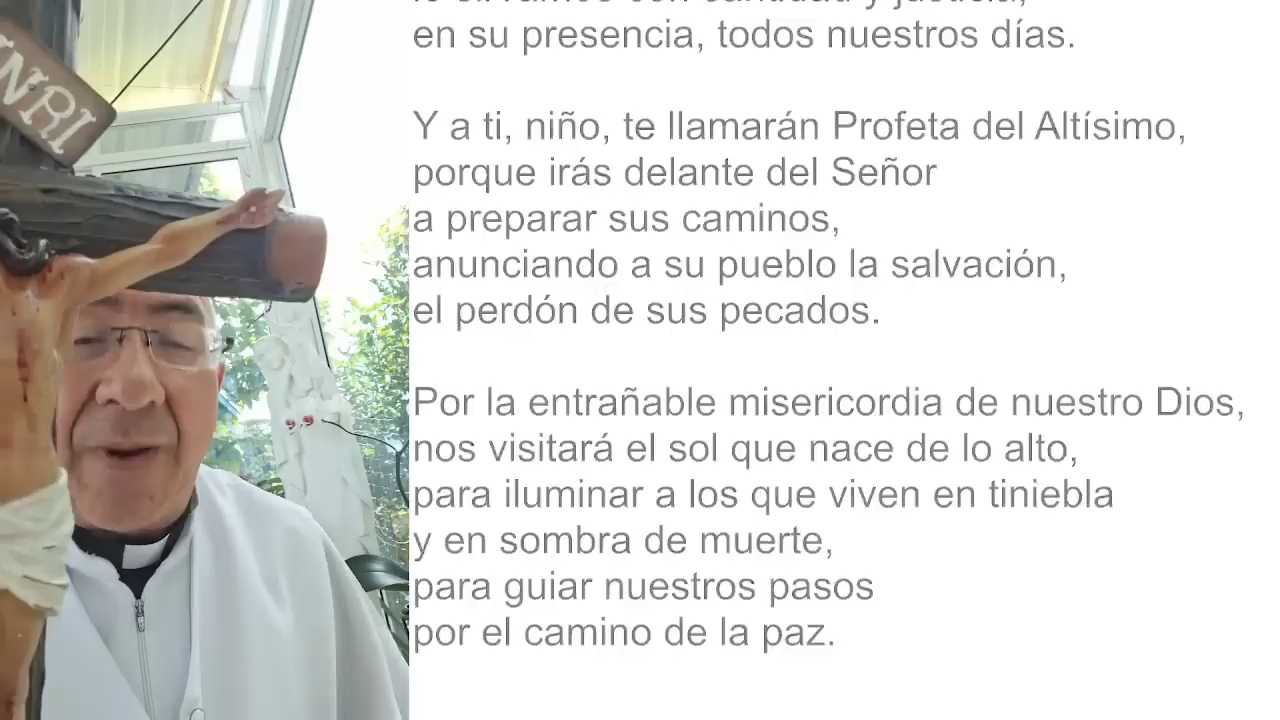 INRI
en su presencia, todos nuestros días.
Y a ti, niño, te llamarán Profeta del Altísimo,
porque irás delante del Señor
a preparar sus caminos,
anunciando a su pueblo la salvación,
el perdón de sus pecados.
Por la entrañable misericordia de nuestro Dios,
nos visitará el sol que nace de lo alto,
para iluminar a los que viven en tiniebla
y en sombra de muerte,
para guiar nuestros pasos
por el camino de la paz.